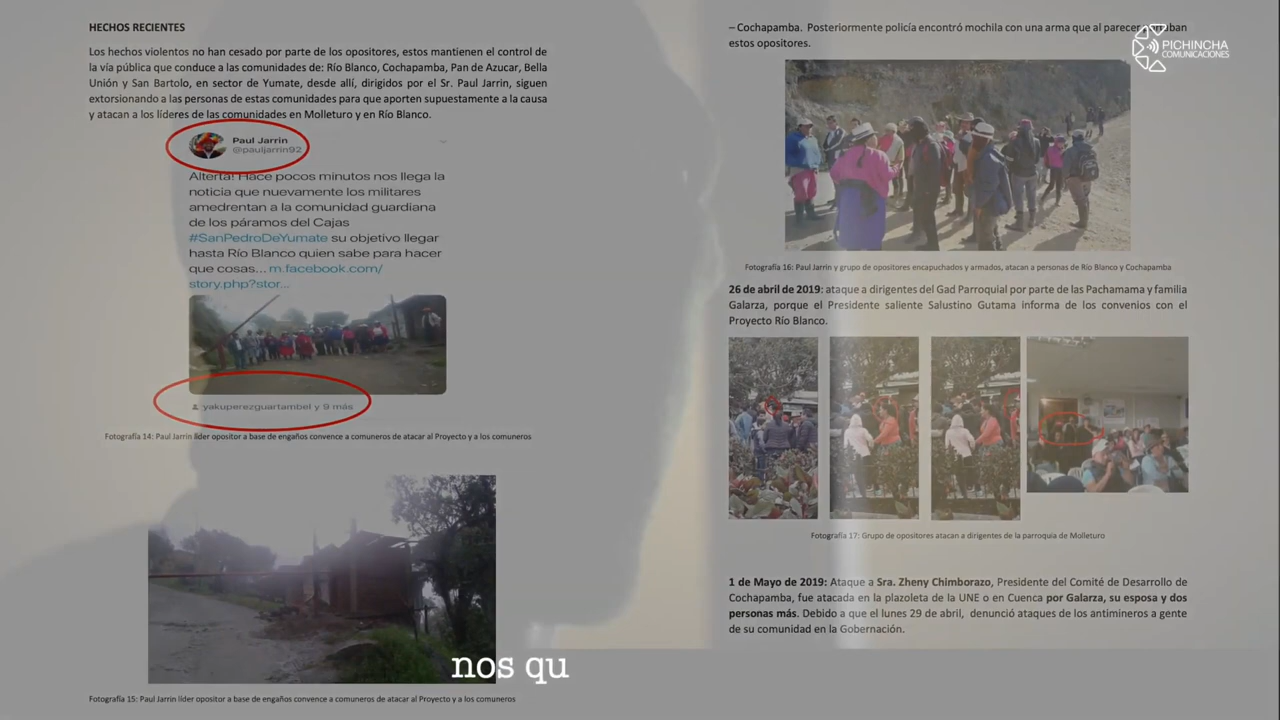 HECHOS RECIENTES
Los hechos violentos no han cesado por parte de los opositores, estos mantienen el control de
la vía pública que conduce a las comunidades de: Río Blanco, Cochapamba, Pan de Azucar, Bella
Unión y San Bartolo, en sector de Yumate, desde allí, dirigidos por el Sr. Paul Jarrin, siguen
extorsionando a las personas de estas comunidades para que aporten supuestamente a la causa
y atacan a los líderes de las comunidades en Molleturo y en Río Blanco.
Paul Jarrin
@pauljarrin92
Alerta! Hace pocos minutos nos llega la
noticia que nuevamente los militares
amedrentan a la comunidad guardiana
de los páramos del Cajas
#SanPedroDeYumate su objetivo llegar
hasta Río Blanco quien sabe para hacer
que cosas... m.facebook.com/
story.php?stor...
yakuperezguartambel y 9 más
Fotografía 14: Paul Jarrin líder opositor a base de engaños convence a comuneros de atacar al Proyecto y a los comuneros
Fotografía 15: Paul Jarrin líder opositor a base de engaños convence a comuneros de atacar al Proyecto y a los comuneros
– Cochapamba. Posteriormente policía encontró mochila con una arma que al parecer
estos opositores.
PICHINCHA
COMUNICACIONES
Fotografía 16: Paul Jarrin y grupo de opositores encapuchados y armados, atacan a personas de Río Blanco y Cochapamba
26 de abril de 2019: ataque a dirigentes del Gad Parroquial por parte de las Pachamama y familia
Galarza, porque el Presidente saliente Salustino Gutama informa de los convenios con el
Proyecto Río Blanco.
Fotografía 17: Grupo de opositores atacan a dirigentes de la parroquia de Molleturo
1 de Mayo de 2019: Ataque a Sra. Zheny Chimborazo, Presidente del Comité de Desarrollo de
Cochapamba, fue atacada en la plazoleta de la UNE o en Cuenca por Galarza, su esposa y dos
personas más. Debido a que el lunes 29 de abril, denunció ataques de los antimineros a gente
de su comunidad en la Gobernación.
nos qu